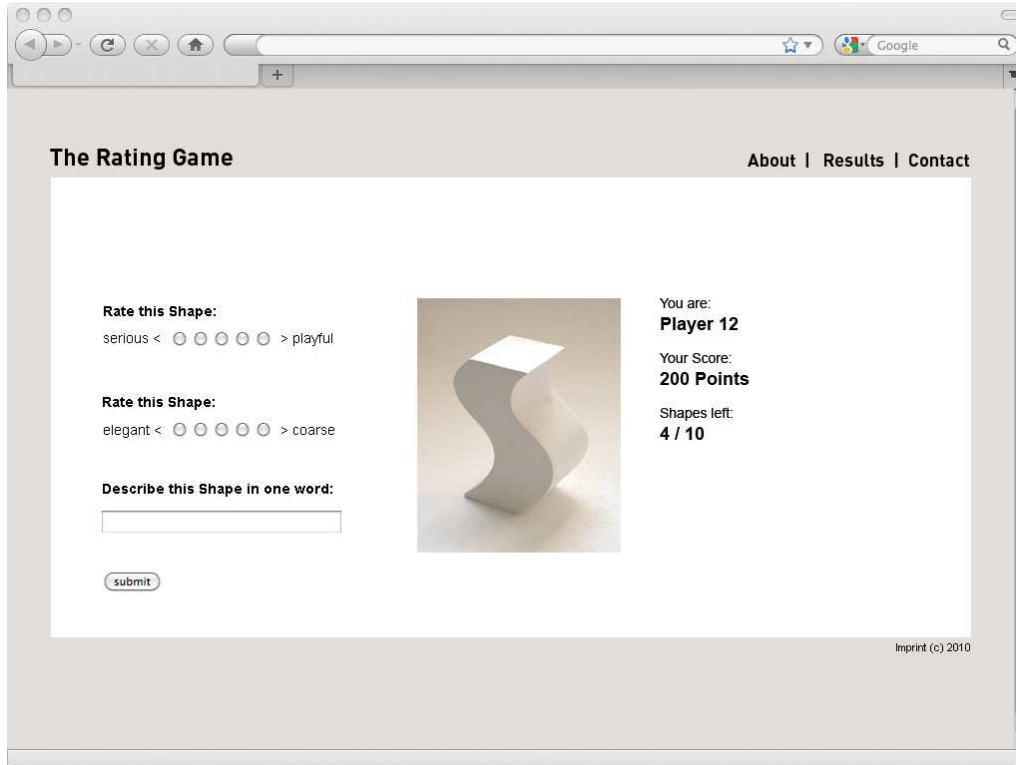 Google
+
The Rating Game
About | Results | Contact
Rate this Shape:
serious < > playful
Rate this Shape:
elegant < > coarse
Describe this Shape in one word:
submit
You are:
Player 12
Your Score:
200 Points
Shapes left:
4 / 10
Imprint (c) 2010